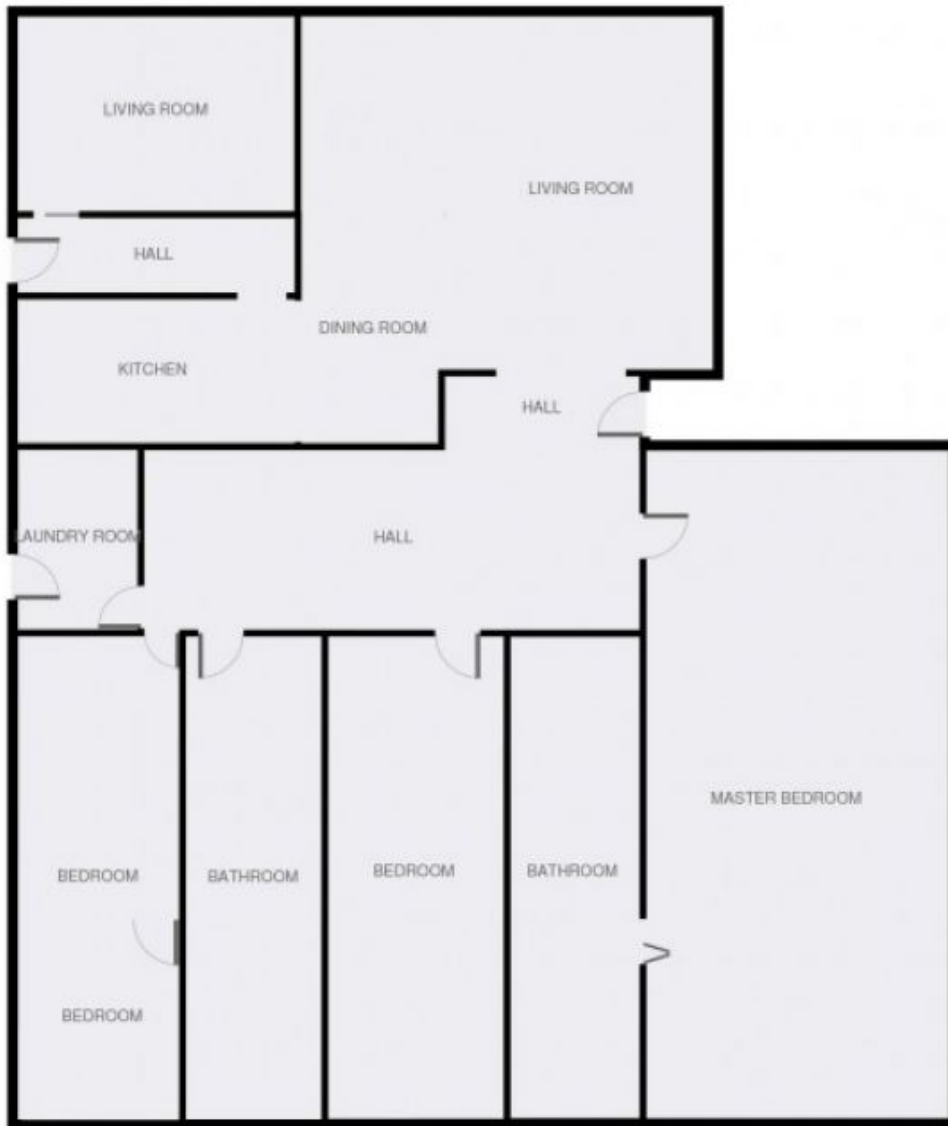 LIVING ROOM
LIVING ROOM
HALL
DINING ROOM
KITCHEN
HALL
LAUNDRY ROOM
HALL
MASTER BEDROOM
BEDROOM
BATHROOM
BEDROOM
BATHROOM
BEDROOM